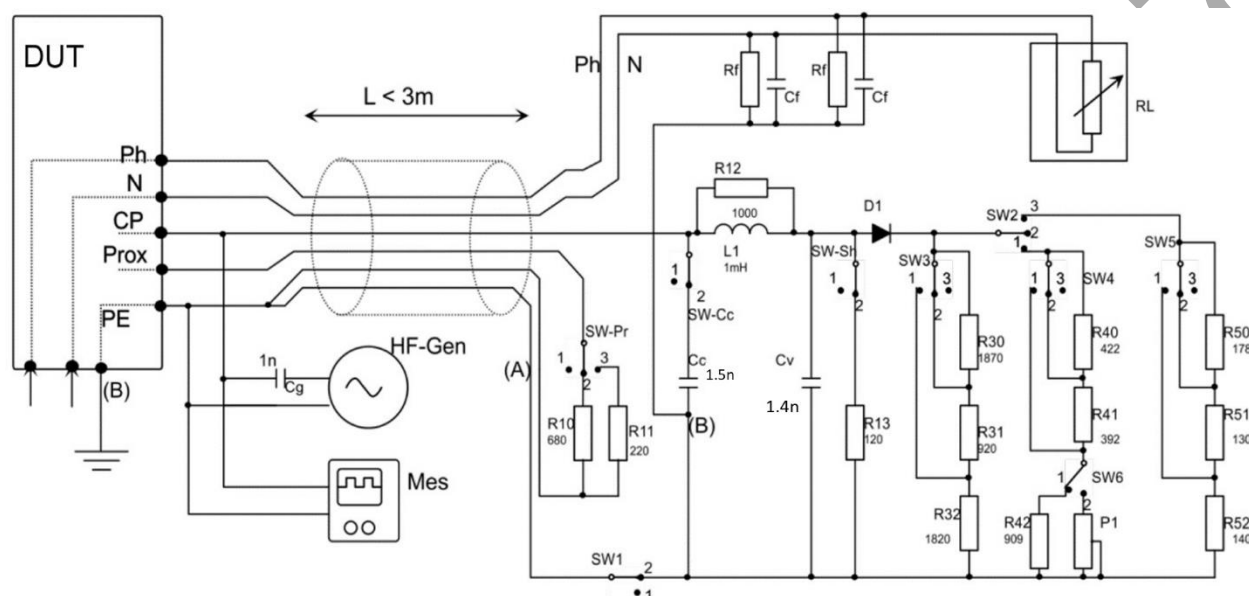 DUT
L < 3m
Ph
N
Rf
Cf
Rf
Cf
RL
Ph
N
CP
Prox
PE
(B)
R12
1000
L1
1mH
D1
SW2
3
2
1
SW-Sh
1
2
SW3
1
3
2
SW4
1
3
2
SW5
1
3
2
1
2
SW-Cc
Cc
1.5n
Cv
1.4n
(B)
HF-Gen
1n
Cg
Mes
(A)
SW-Pr
1
2
3
R10
680
R11
220
R13
120
R30
1870
R31
920
R32
1820
R40
422
R41
392
SW6
1
2
R42
909
P1
R50
178
R51
130
R52
140
SW1
2
1